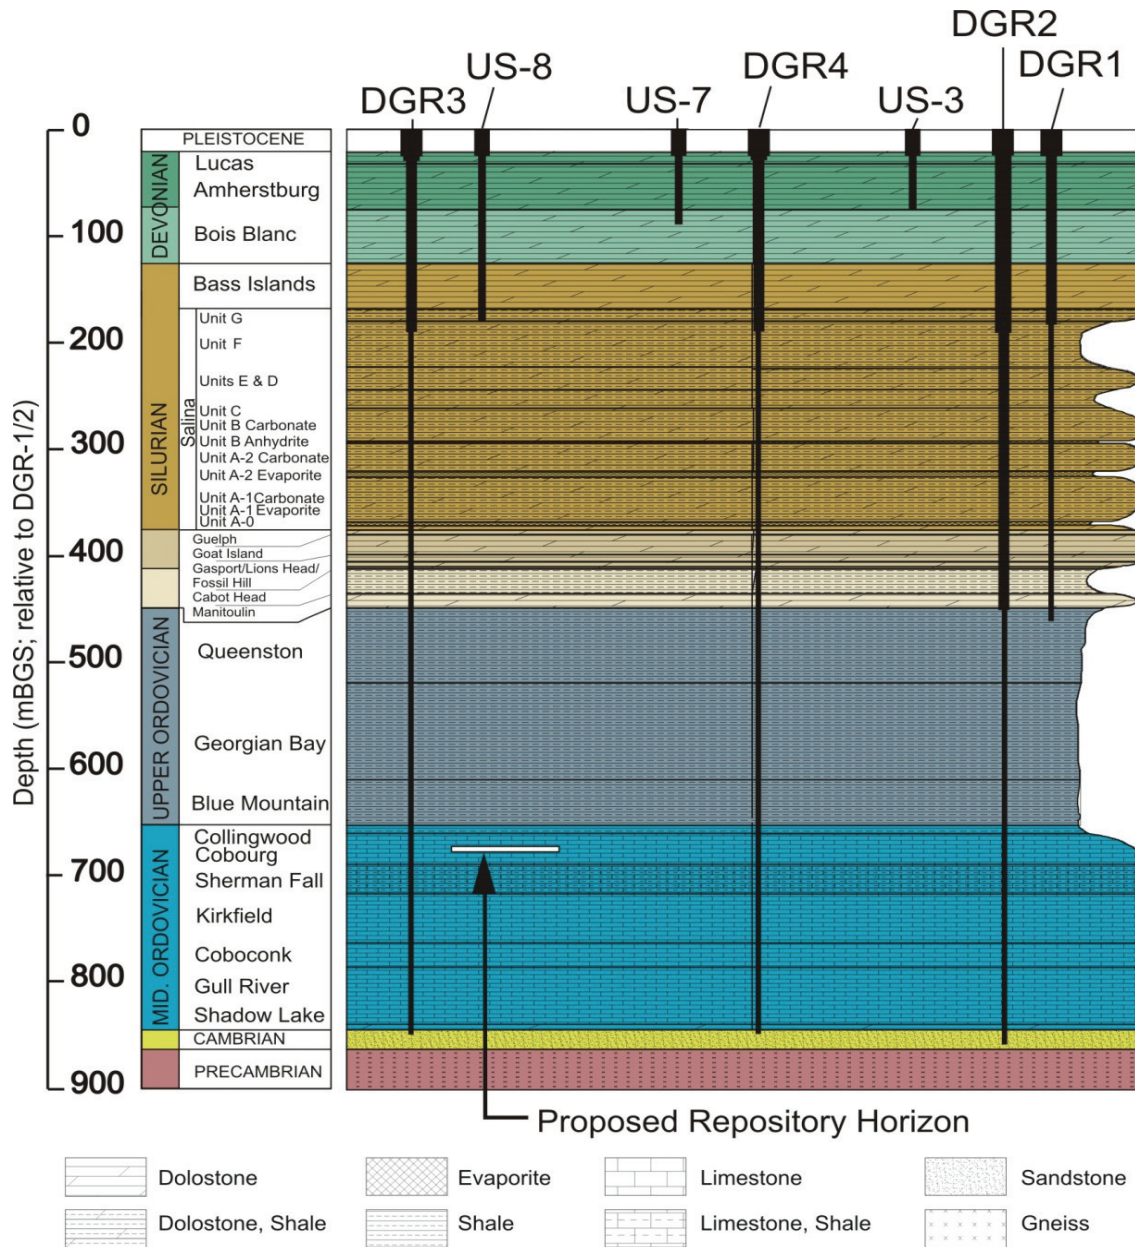 DGR2
US-8
DGR4
DGR1
DGR3
US-7
US-3
0
100
200
300
400
500
600
700
800
900
Depth (mBGS; relative to DGR-1/2)
PLEISTOCENE
DEVONIAN
Lucas
Amherstburg
Bois Blanc
SILURIAN
Bass Islands
Salina
Unit G
Unit F
Units E & D
Unit C
Unit B Carbonate
Unit B Anhydrite
Unit A-2 Carbonate
Unit A-2 Evaporite
Unit A-1Carbonate
Unit A-1 Evaporite
Unit A-0
Guelph
Goat Island
Gasport/Lions Head/
Fossil Hill
Cabot Head
Manitoulin
UPPER ORDOVICIAN
Queenston
Georgian Bay
Blue Mountain
MID. ORDOVICIAN
Collingwood
Cobourg
Sherman Fall
Kirkfield
Coboconk
Gull River
Shadow Lake
CAMBRIAN
PRECAMBRIAN
Proposed Repository Horizon
Dolostone
Evaporite
Limestone
Sandstone
Dolostone, Shale
Shale
Limestone, Shale
Gneiss